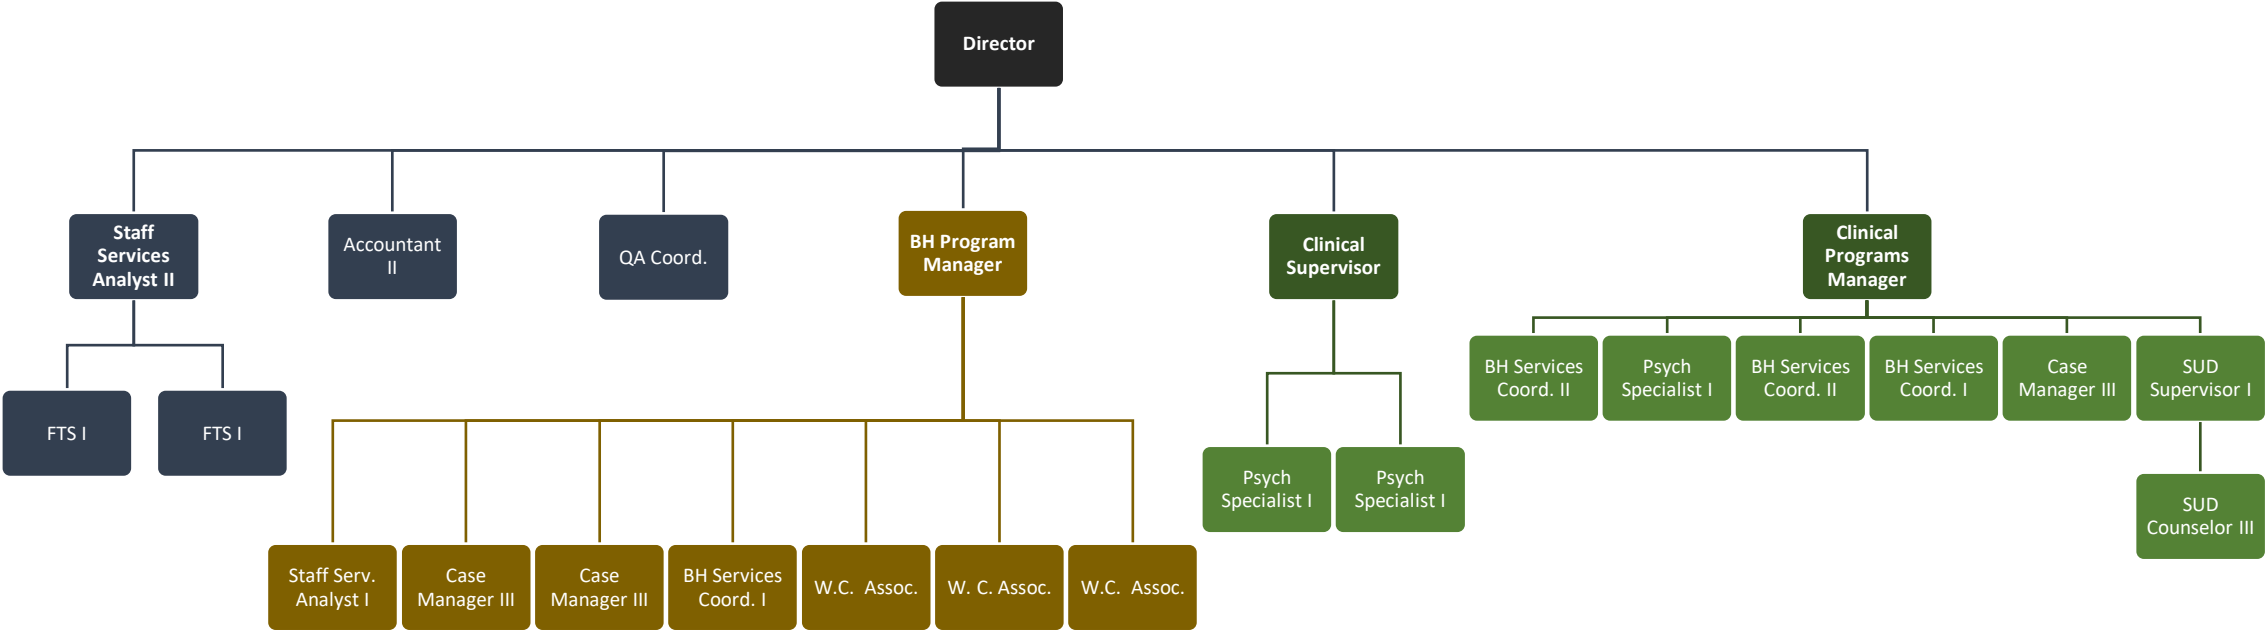 Director
Staff
Services
Analyst II
Accountant
II
QA Coord.
BH Program
Manager
Clinical
Supervisor
Clinical
Programs
Manager
FTS I
FTS I
BH Services
Coord. II
Psych
Specialist I
BH Services
Coord. II
BH Services
Coord. I
Case
Manager III
SUD
Supervisor I
Psych
Specialist I
Psych
Specialist I
SUD
Counselor III
Staff Serv.
Analyst I
Case
Manager III
Case
Manager III
BH Services
Coord. I
W.C.  Assoc.
W. C. Assoc.
W.C.  Assoc.